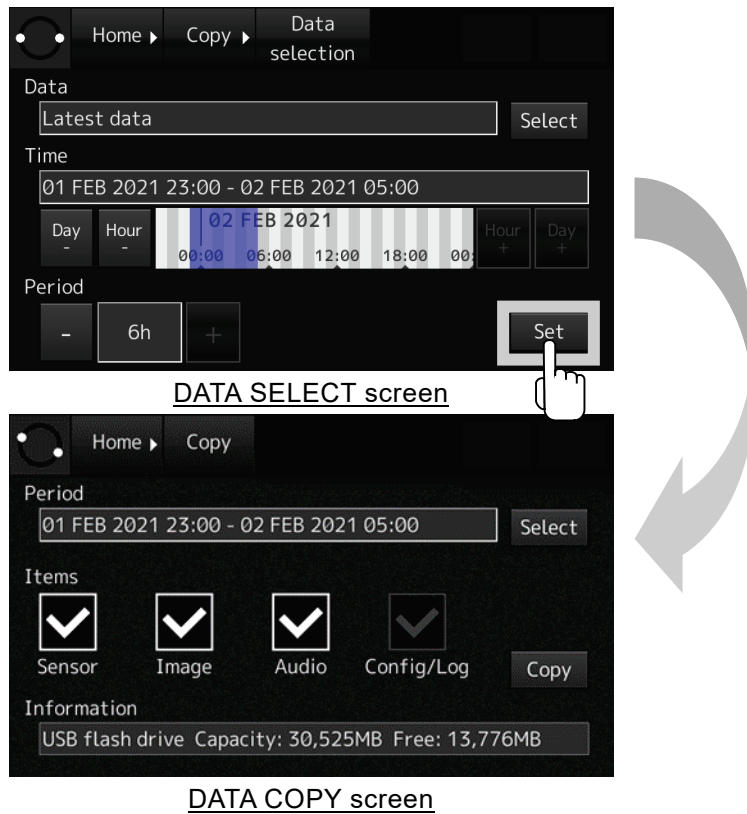 Home Copy Data selection
Data
Latest data Select
Time
01 FEB 2021 23:00 - 02 FEB 2021 05:00
Day - Hour - 02 FEB 2021 Hour + Day +
00:00 06:00 12:00 18:00 00:
Period
- 6h + Set
DATA SELECT screen
Home Copy
Period
01 FEB 2021 23:00 - 02 FEB 2021 05:00 Select
Items
Sensor Image Audio Config/Log Copy
Information
USB flash drive Capacity: 30,525MB Free: 13,776MB
DATA COPY screen